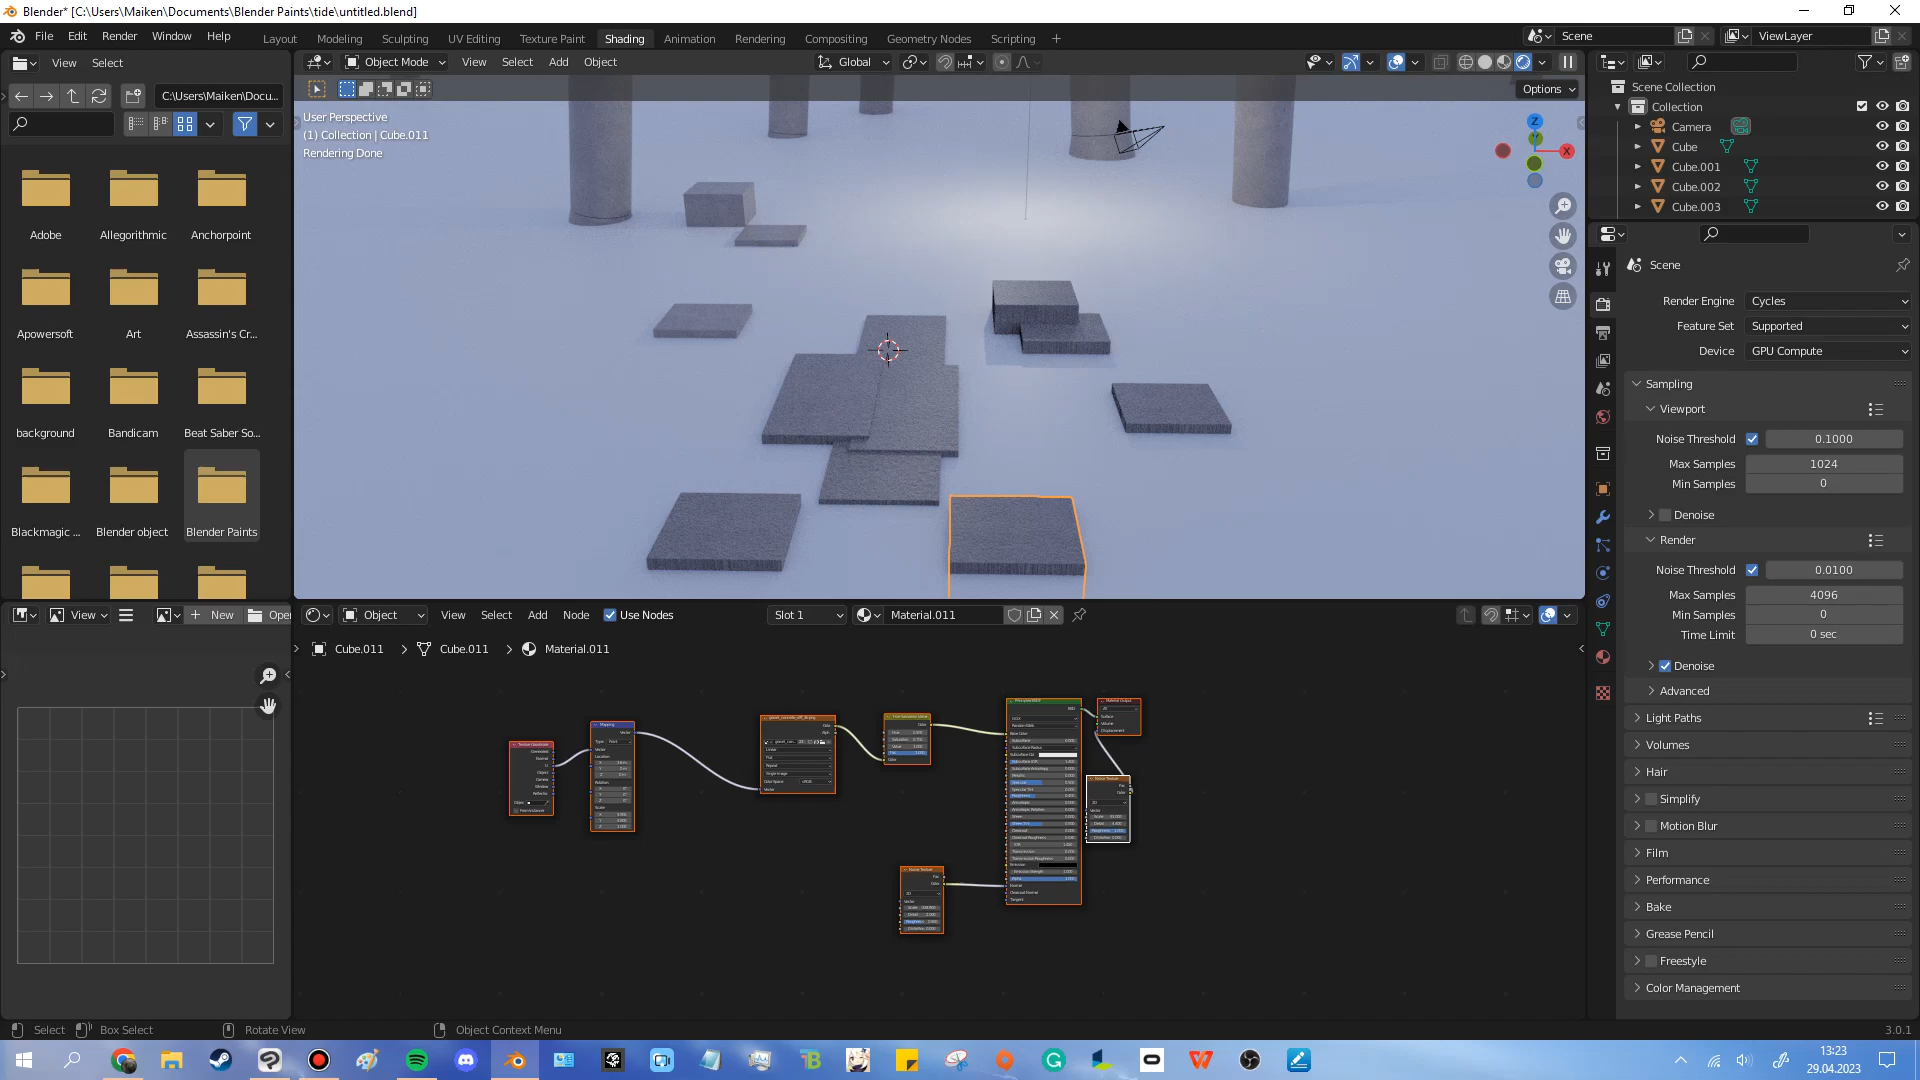 Blender* [C:\Users\Maiken\Documents\Blender Paints\tide\untitled.blend]
File Edit Render Window Help
Layout Modeling Sculpting UV Editing Texture Paint Shading Animation Rendering Compositing Geometry Nodes Scripting
Scene
ViewLayer
View Select
Object Mode View Select Add Object
Global
C:\Users\Maiken\Docu...
Options
User Perspective
(1) Collection | Cube.011
Rendering Done
Z
X
Adobe Allegorithmic Anchorpoint
Apowersoft Art Assassin's Cr...
background Bandicam Beat Saber So...
Blackmagic ... Blender object Blender Paints
Scene Collection
Collection
Camera
Cube
Cube.001
Cube.002
Cube.003
Scene
Render Engine Cycles
Feature Set Supported
Device GPU Compute
Sampling
Viewport
Noise Threshold 0.1000
Max Samples 1024
Min Samples 0
Denoise
Render
Noise Threshold 0.0100
Max Samples 4096
Min Samples 0
Time Limit 0 sec
Denoise
Advanced
Light Paths
Volumes
Hair
Simplify
Motion Blur
Film
Performance
Bake
Grease Pencil
Freestyle
Color Management
View New Open
Object View Select Add Node Use Nodes Slot 1 Material.011
Cube.011 Cube.011 Material.011
Select Box Select Rotate View Object Context Menu
3.0.1
13:23
29.04.2023